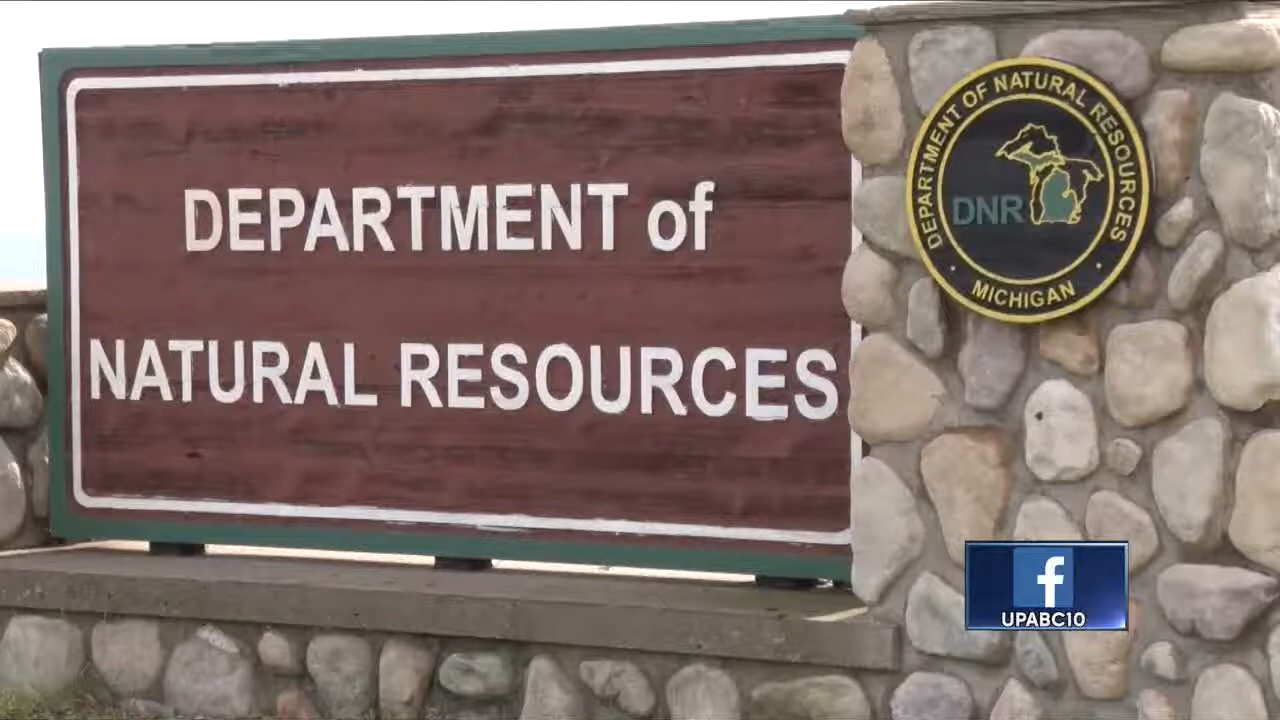 DEPARTMENT of
NATURAL RESOURCES
DEPARTMENT OF NATURAL RESOURCES
DNR
MICHIGAN
f
UPABC10